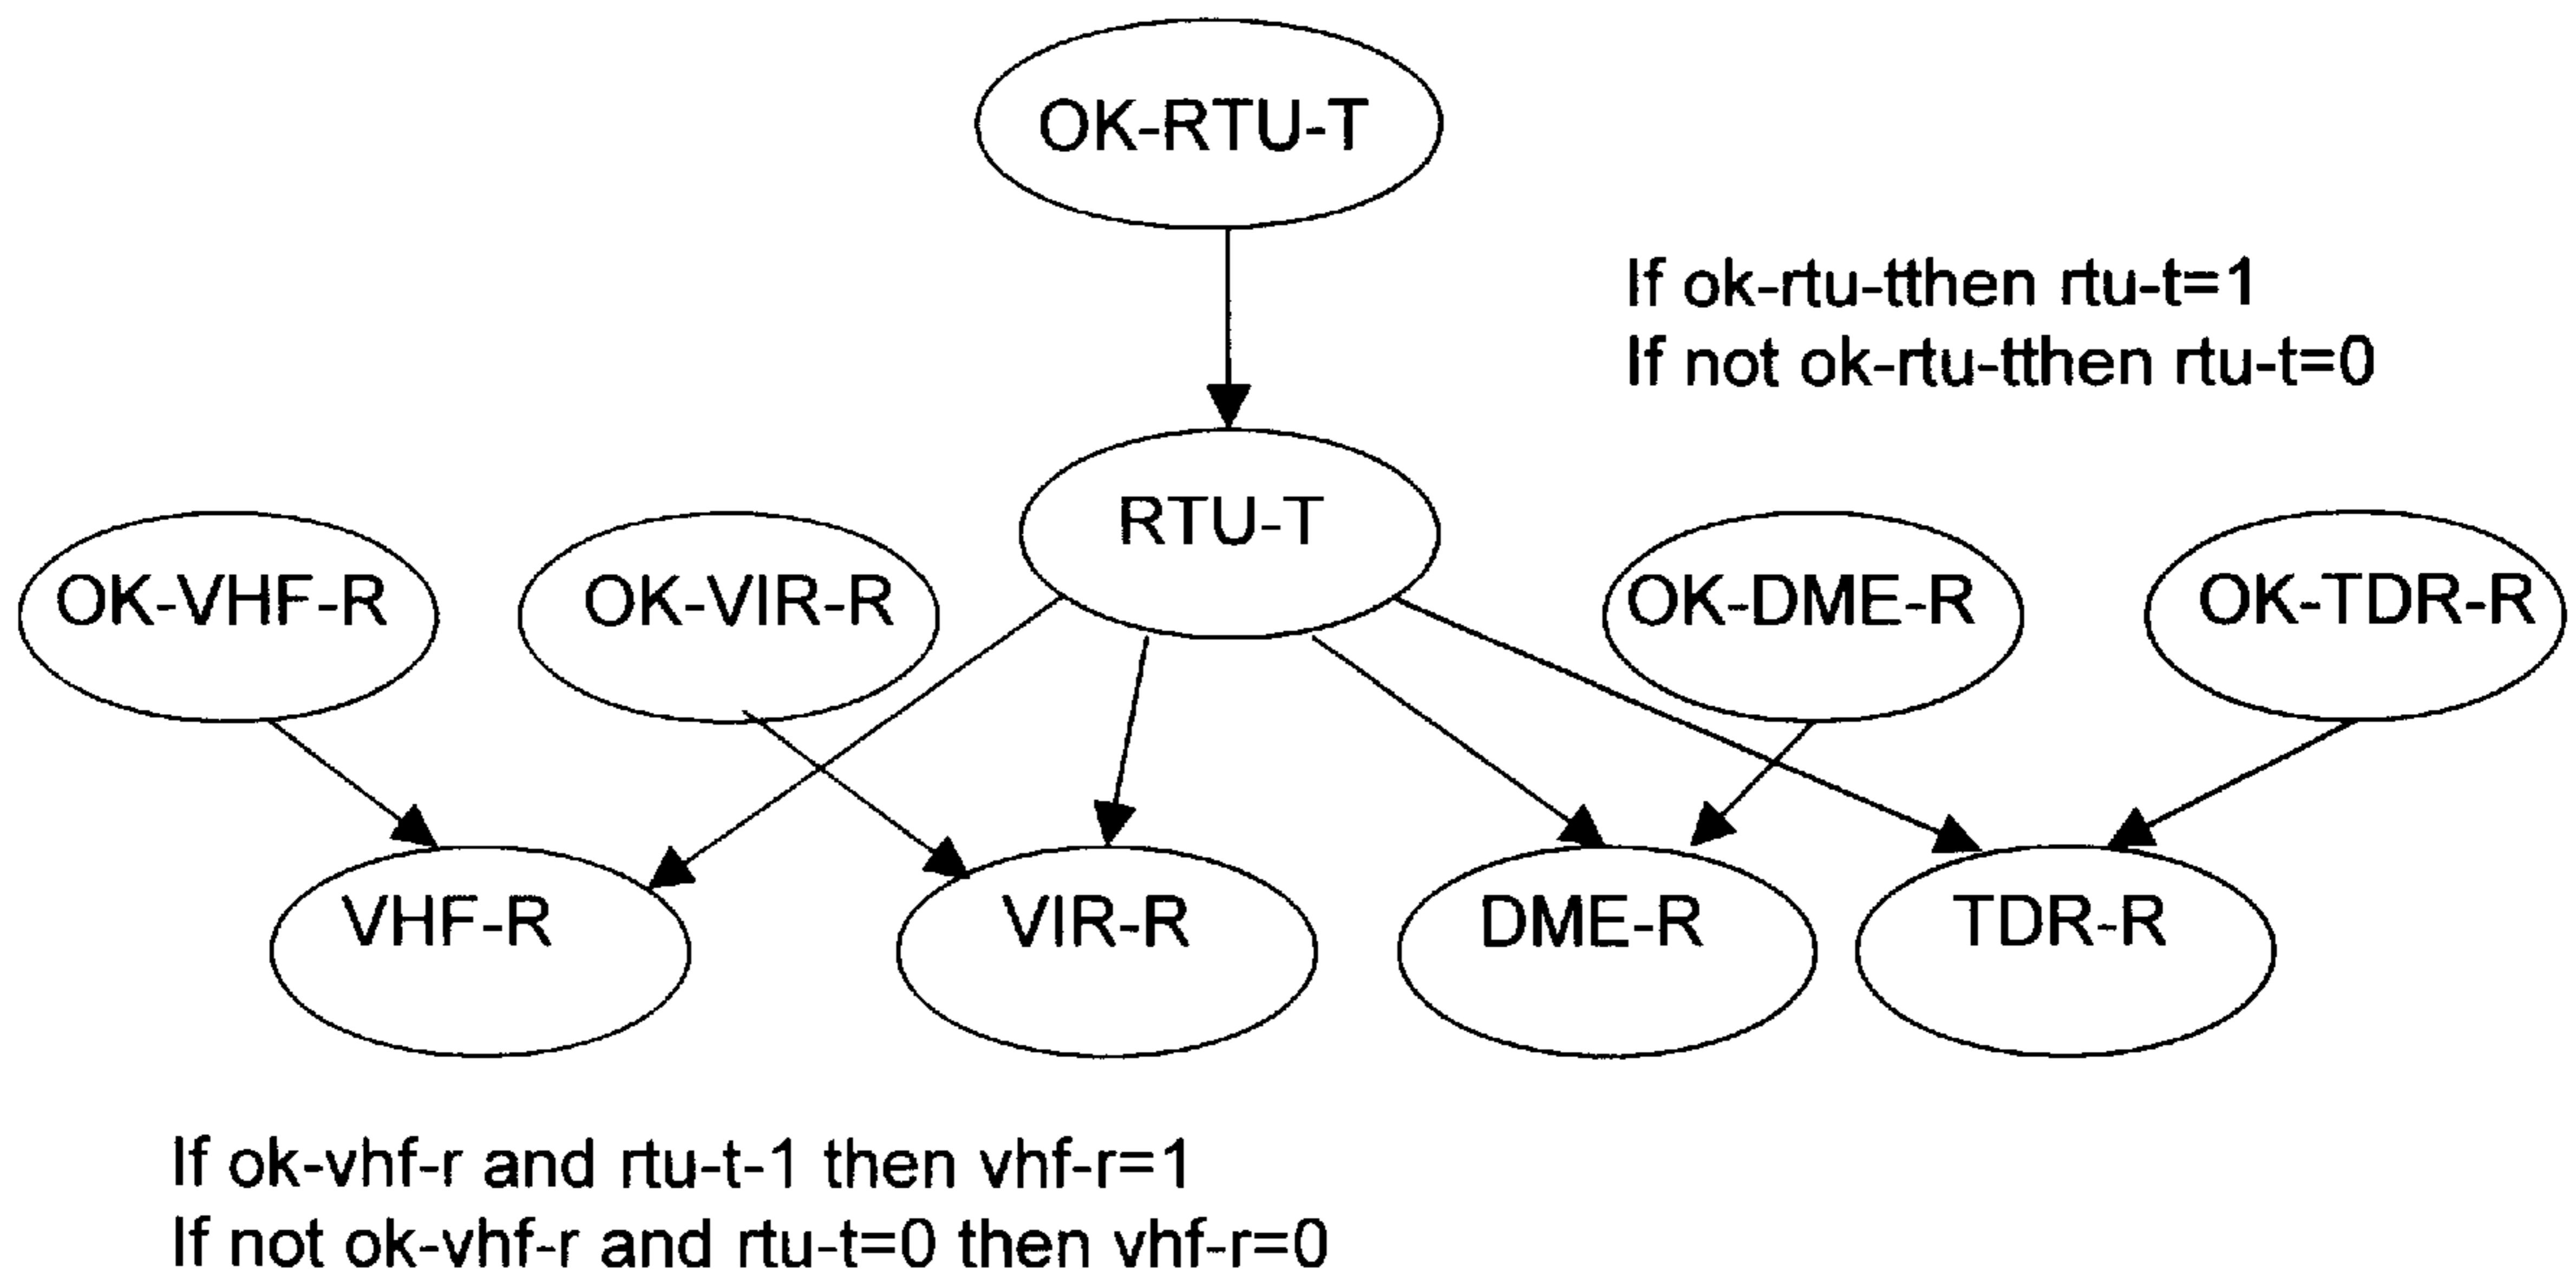 OK-RTU-T
If ok-rtu-tthen rtu-t=1
If not ok-rtu-tthen rtu-t=0
RTU-T
OK-VHF-R
OK-VIR-R
OK-DME-R
OK-TDR-R
VHF-R
VIR-R
DME-R
TDR-R
If ok-vhf-r and rtu-t-1 then vhf-r=1
If not ok-vhf-r and rtu-t=0 then vhf-r=0